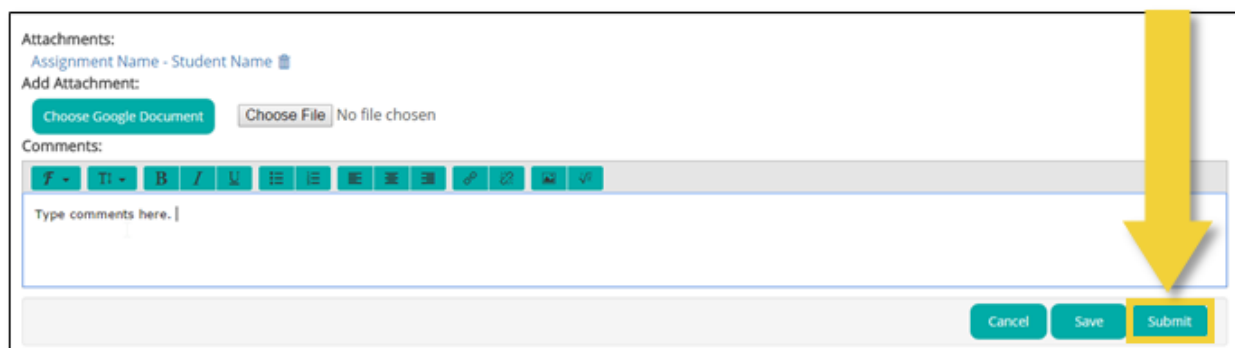 Attachments:
Assignment Name - Student Name
Add Attachment:
Choose Google Document Choose File No file chosen
Comments:
F T B I U
Type comments here.
Cancel Save Submit